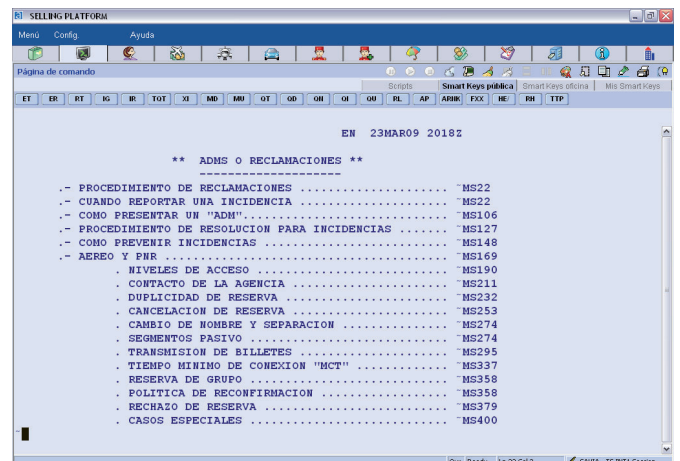 SELLING PLATFORM
Menú Config. Ayuda
Página de comando
Scripts Smart Keys pública Smart Keys oficina Mis Smart Keys
ET ER RT IG IR TOT XI MD MU QT QD QN QI QU RL AP ARNK FXX HE/ RH TTP
EN 23MAR09 2018Z
** ADMS O RECLAMACIONES **
--------------------
.- PROCEDIMIENTO DE RECLAMACIONES ..................... ~MS22
.- CUANDO REPORTAR UNA INCIDENCIA ..................... ~MS22
.- COMO PRESENTAR UN "ADM"............................. ~MS106
.- PROCEDIMIENTO DE RESOLUCION PARA INCIDENCIAS ....... ~MS127
.- COMO PREVENIR INCIDENCIAS .......................... ~MS148
.- AEREO Y PNR ........................................ ~MS169
. NIVELES DE ACCESO ........................... ~MS190
. CONTACTO DE LA AGENCIA ...................... ~MS211
. DUPLICIDAD DE RESERVA ....................... ~MS232
. CANCELACION DE RESERVA ...................... ~MS253
. CAMBIO DE NOMBRE Y SEPARACION ............... ~MS274
. SEGMENTOS PASIVO ............................ ~MS274
. TRANSMISION DE BILLETES ..................... ~MS295
. TIEMPO MINIMO DE CONEXION "MCT" ............. ~MS337
. RESERVA DE GRUPO ............................ ~MS358
. POLITICA DE RECONFIRMACION .................. ~MS358
. RECHAZO DE RESERVA .......................... ~MS379
. CASOS ESPECIALES ............................ ~MS400
~